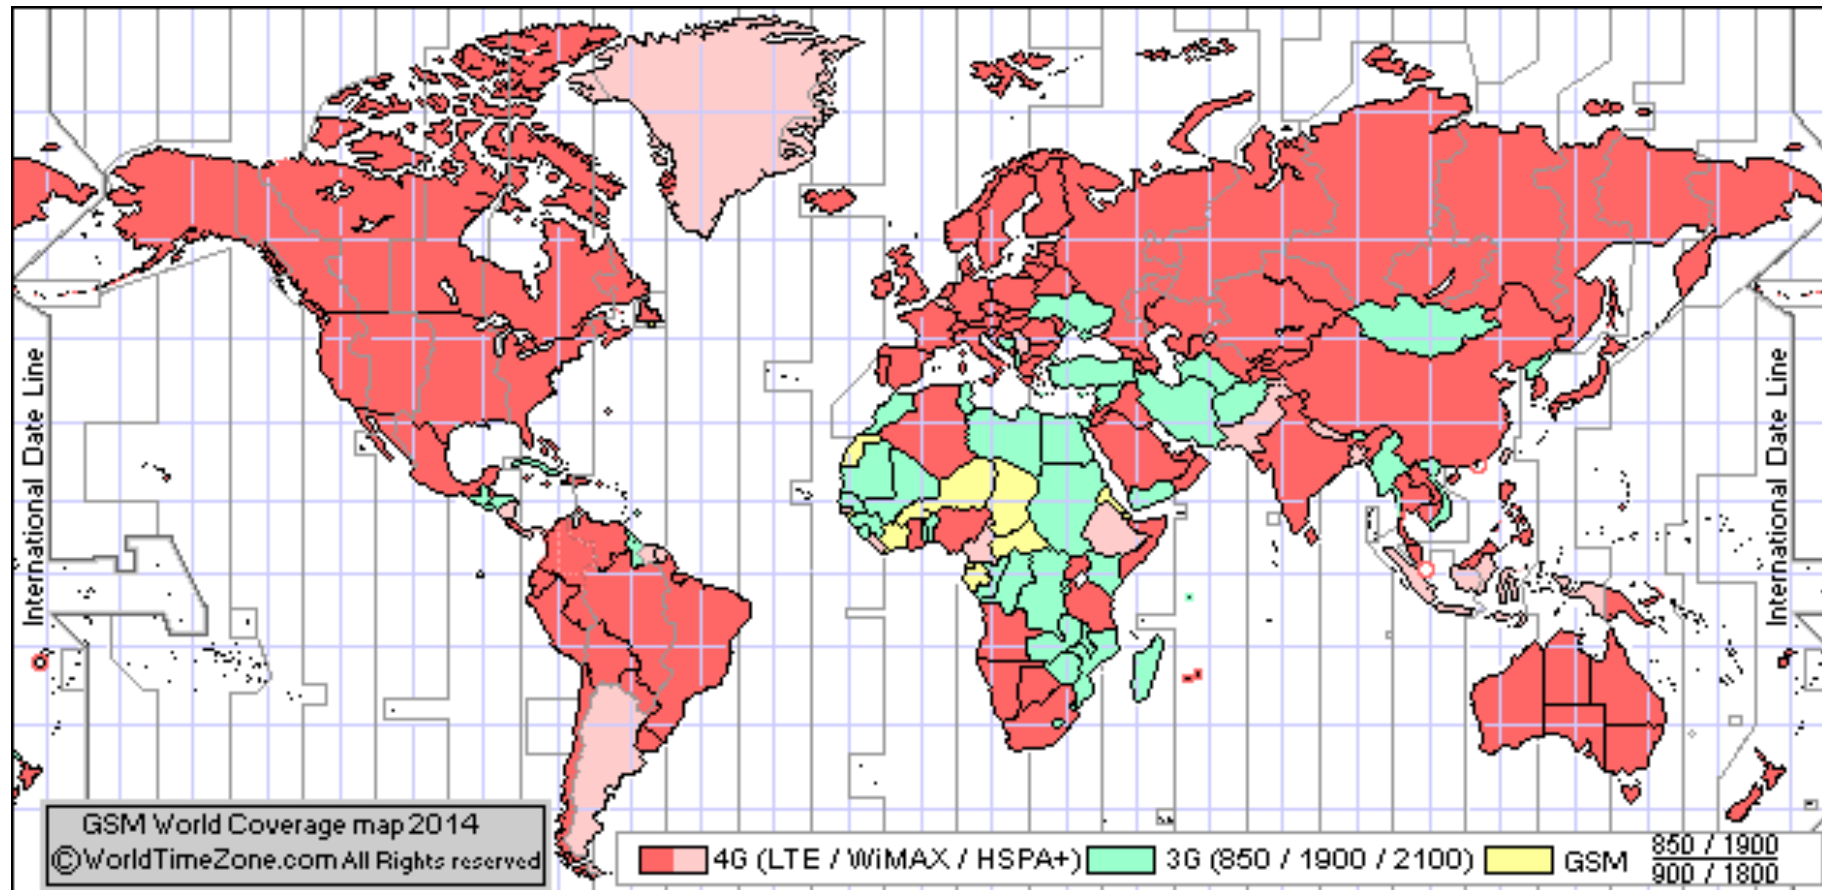 International Date Line
International Date Line
GSM World Coverage map 2014
©WorldTimeZone.com All Rights reserved
4G (LTE / WiMAX / HSPA+) 3G (850 / 1900 / 2100) GSM 850 / 1900
900 / 1800